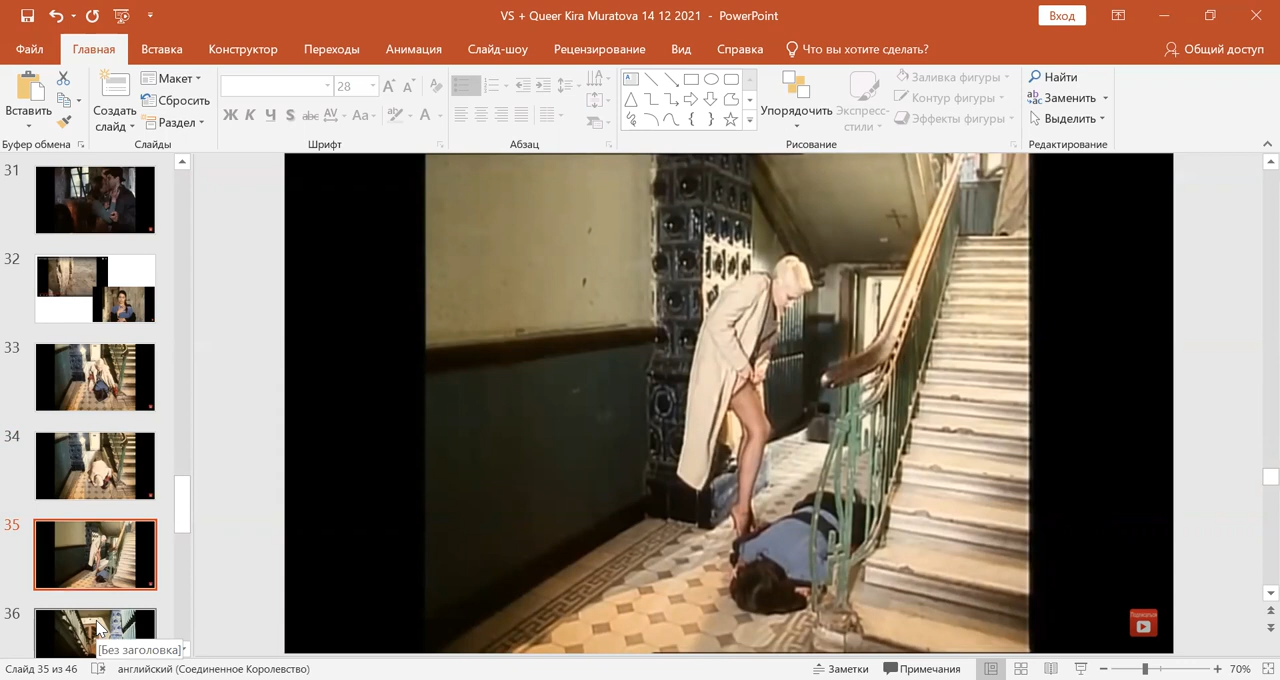 VS + Queer Kira Muratova 14 12 2021 - PowerPoint
Вход
Файл Главная Вставка Конструктор Переходы Анимация Слайд-шоу Рецензирование Вид Справка Что вы хотите сделать? Общий доступ
Вставить
Создать слайд
Макет
Сбросить
Раздел
28
Ж К Ч S abc AV Aa А
Упорядочить
Экспресс-стили
Заливка фигуры
Контур фигуры
Эффекты фигуры
Найти
Заменить
Выделить
Буфер обмена Слайды Шрифт Абзац Рисование Редактирование
31
32
33
34
35
36
[Без заголовка]
Слайд 35 из 46 английский (Соединенное Королевство) Заметки Примечания 70%